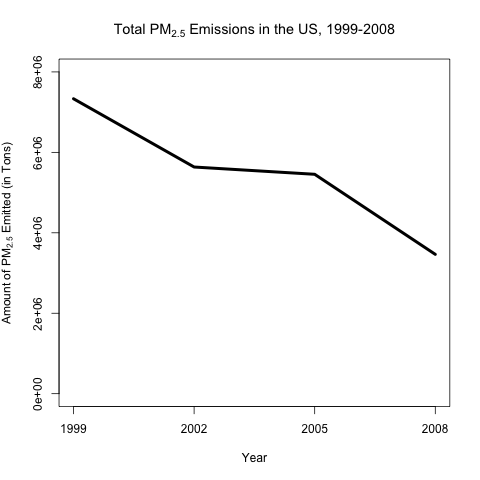 Total PM2.5 Emissions in the US, 1999-2008
Amount of PM2.5 Emitted (in Tons)
8e+06
6e+06
4e+06
2e+06
0e+00
1999 2002 2005 2008
Year